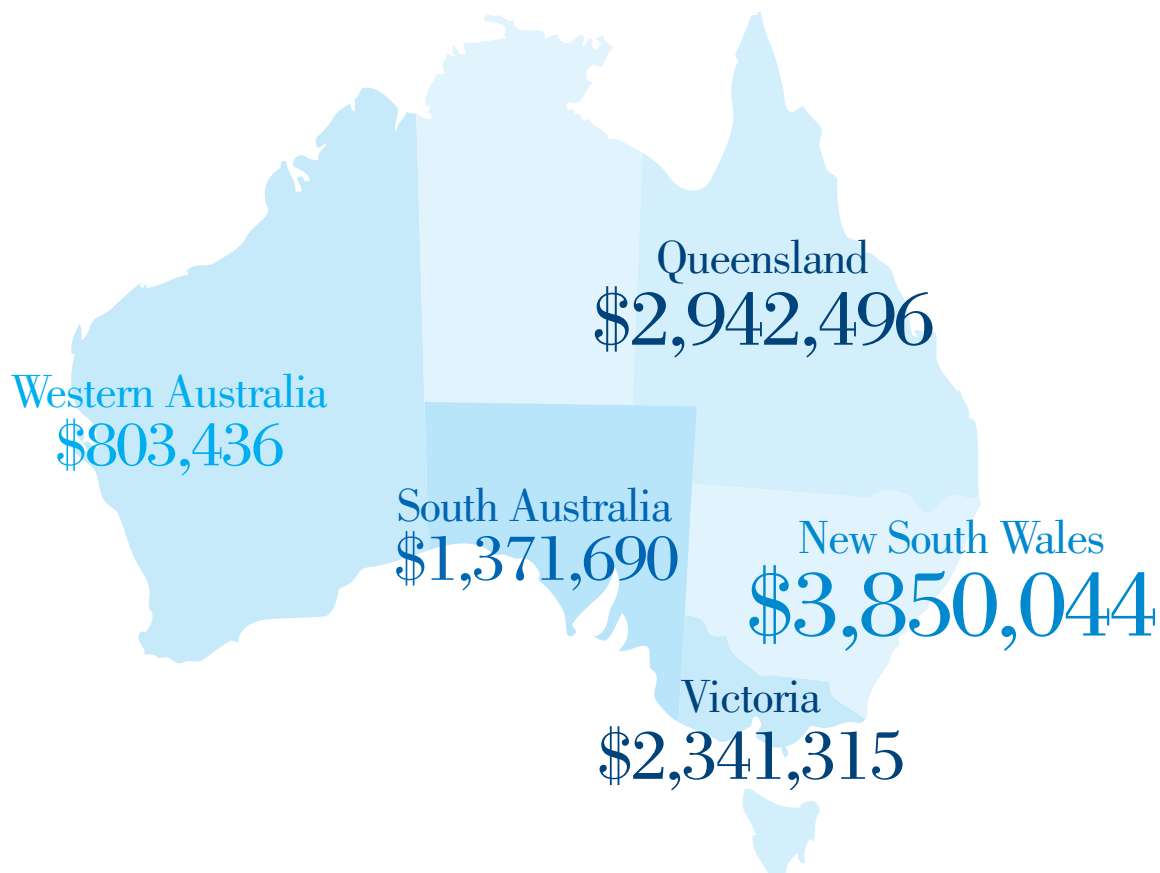 Queensland
$2,942,496
Western Australia
$803,436
South Australia
$1,371,690
New South Wales
$3,850,044
Victoria
$2,341,315